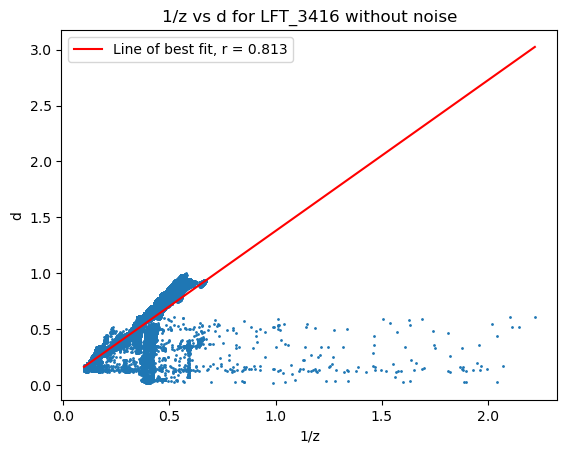 1/z vs d for LFT_3416 without noise
Line of best fit, r = 0.813
3.0
2.5
2.0
1.5
1.0
0.5
0.0
d
0.0 0.5 1.0 1.5 2.0
1/z